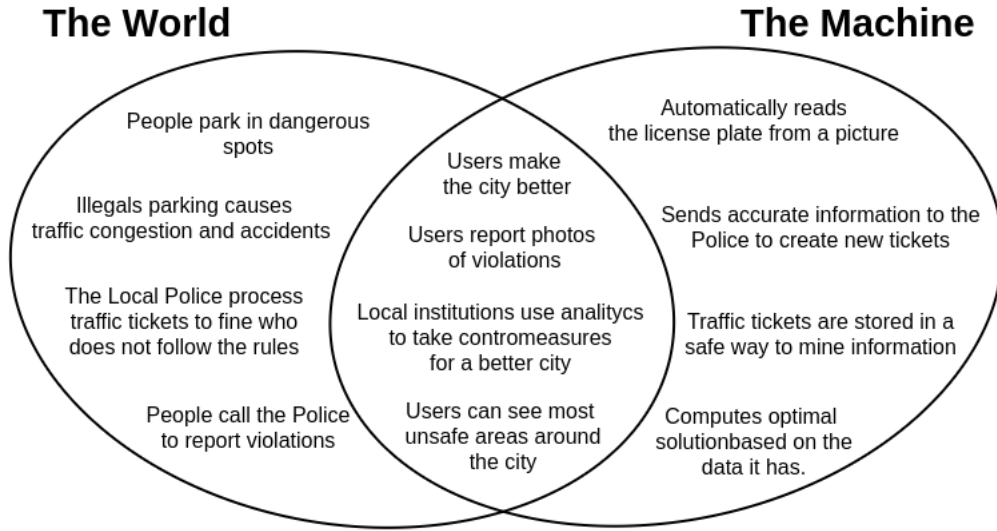 The World
The Machine
People park in dangerous
spots
Illegals parking causes
traffic congestion and accidents
The Local Police process
traffic tickets to fine who
does not follow the rules
People call the Police
to report violations
Users make
the city better
Users report photos
of violations
Local institutions use analitycs
to take contromeasures
for a better city
Users can see most
unsafe areas around
the city
Automatically reads
the license plate from a picture
Sends accurate information to the
Police to create new tickets
Traffic tickets are stored in a
safe way to mine information
Computes optimal
solutionbased on the
data it has.